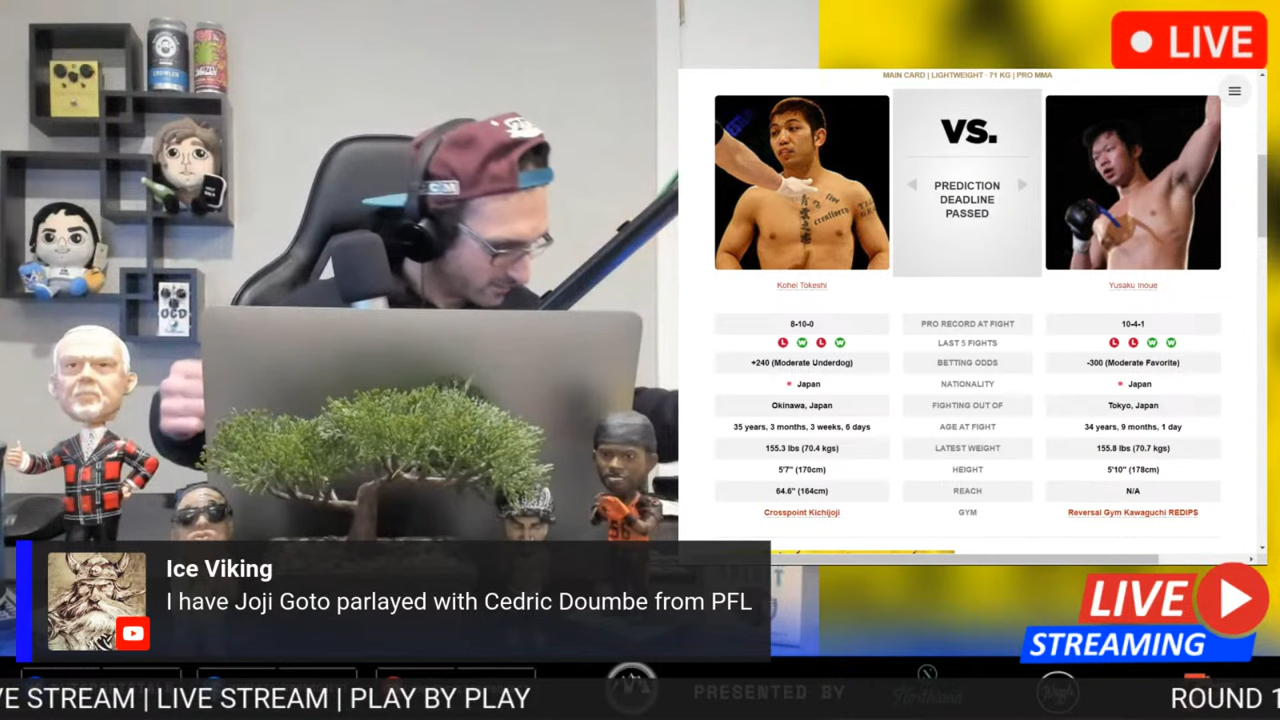 LIVE
MAIN CARD | LIGHTWEIGHT · 71 KG | PRO MMA
VS.
PREDICTION
DEADLINE
PASSED
Kohei Tokeshi
Yusaku Inoue
8-10-0 PRO RECORD AT FIGHT 10-4-1
L W L W LAST 5 FIGHTS L L W W
+240 (Moderate Underdog) BETTING ODDS -300 (Moderate Favorite)
Japan NATIONALITY Japan
Okinawa, Japan FIGHTING OUT OF Tokyo, Japan
35 years, 3 months, 3 weeks, 6 days AGE AT FIGHT 34 years, 9 months, 1 day
155.3 lbs (70.4 kgs) LATEST WEIGHT 155.8 lbs (70.7 kgs)
5'7" (170cm) HEIGHT 5'10" (178cm)
64.6" (164cm) REACH N/A
Crosspoint Kichijoji GYM Reversal Gym Kawaguchi REDIPS
OCD
Ice Viking
I have Joji Goto parlayed with Cedric Doumbe from PFL
LIVE
STREAMING
PRESENTED BY
VE STREAM | LIVE STREAM | PLAY BY PLAY
ROUND 1